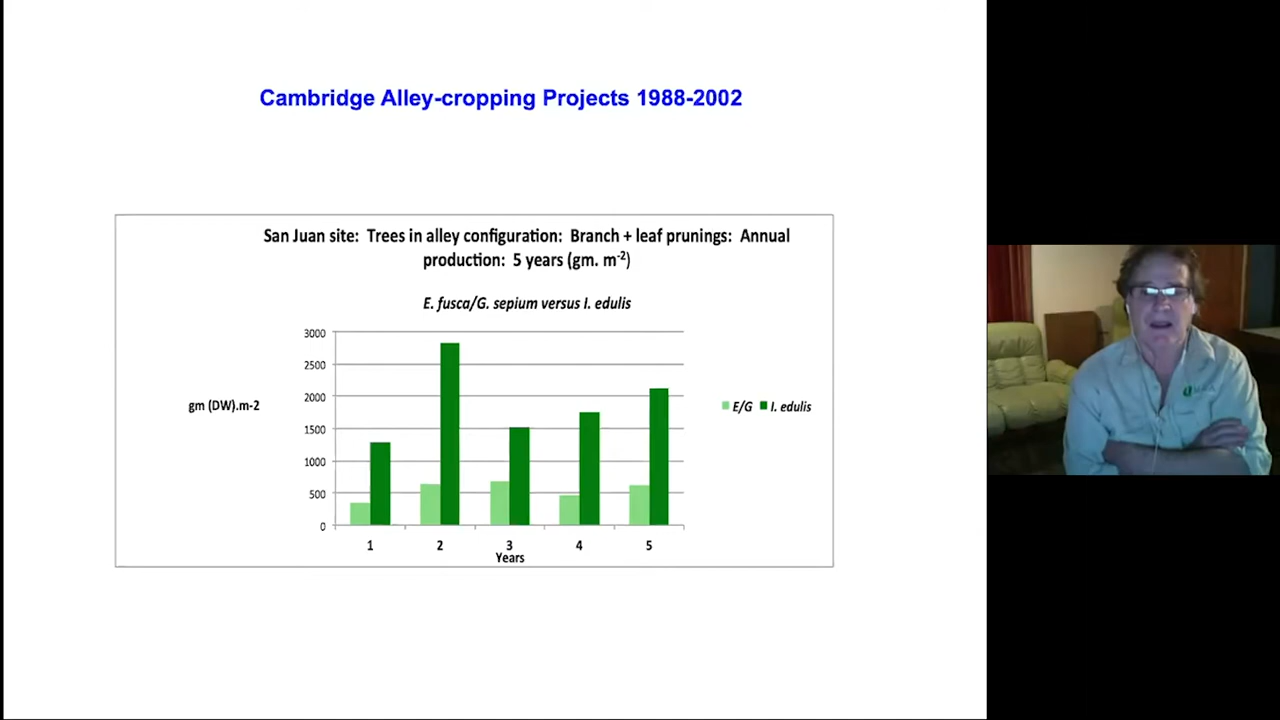 Cambridge Alley-cropping Projects 1988-2002
San Juan site: Trees in alley configuration: Branch + leaf prunings: Annual
production: 5 years (gm. m⁻²)
E. fusca/G. sepium versus I. edulis
3000
2500
2000
1500
1000
500
0
gm (DW).m-2
E/G I. edulis
1 2 3 4 5
Years